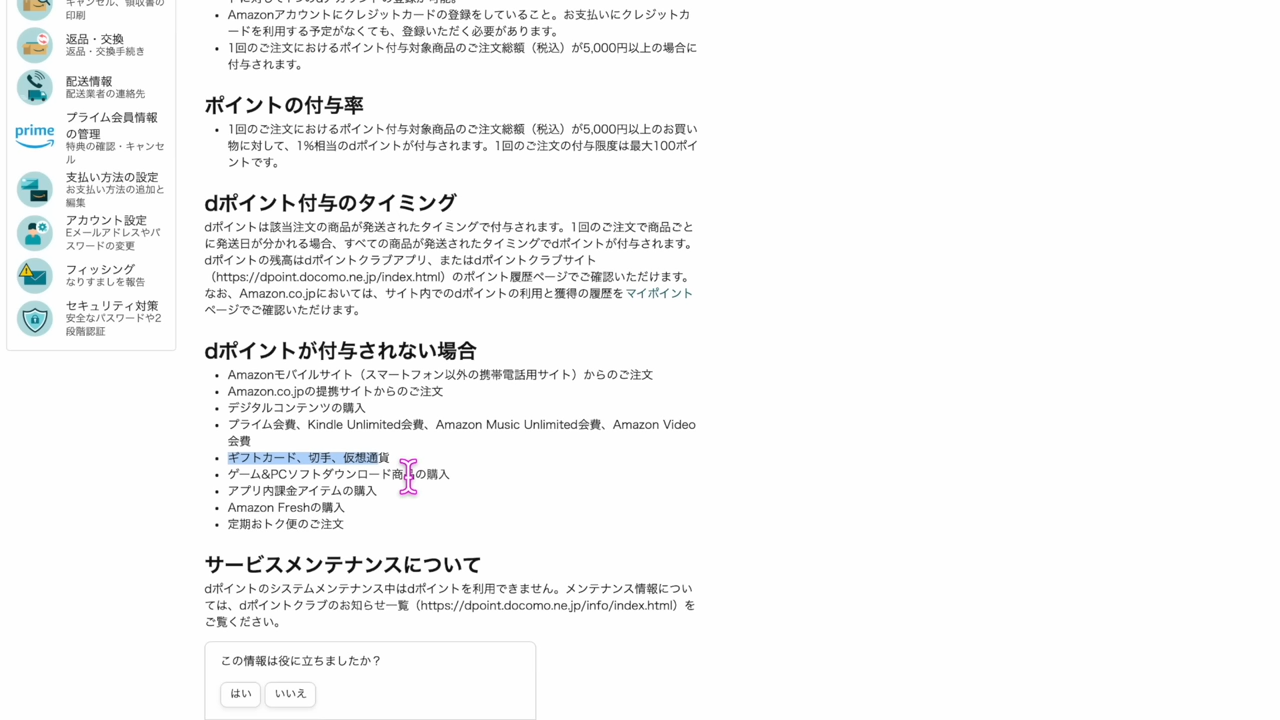 キャンセル、領収書の
印刷
返品・交換
返品・交換手続き
配送情報
配送業者の連絡先
prime
プライム会員情報
の管理
特典の確認・キャンセ
ル
支払い方法の設定
お支払い方法の追加と
編集
アカウント設定
Eメールアドレスやパ
スワードの変更
フィッシング
なりすましを報告
セキュリティ対策
安全なパスワードや2
段階認証
Amazonアカウントにクレジットカードの登録をしていること。お支払いにクレジットカ
ードを利用する予定がなくても、登録いただく必要があります。
1回のご注文におけるポイント付与対象商品のご注文総額（税込）が5,000円以上の場合に
付与されます。
ポイントの付与率
1回のご注文におけるポイント付与対象商品のご注文総額（税込）が5,000円以上のお買い
物に対して、1%相当のdポイントが付与されます。1回のご注文の付与限度は最大100ポイ
ントです。
dポイント付与のタイミング
dポイントは該当注文の商品が発送されたタイミングで付与されます。1回のご注文で商品ごと
に発送日が分かれる場合、すべての商品が発送されたタイミングでdポイントが付与されます。
dポイントの残高はdポイントクラブアプリ、またはdポイントクラブサイト
（https://dpoint.docomo.ne.jp/index.html）のポイント履歴ページでご確認いただけます。
なお、Amazon.co.jpにおいては、サイト内でのdポイントの利用と獲得の履歴をマイポイント
ページでご確認いただけます。
dポイントが付与されない場合
Amazonモバイルサイト（スマートフォン以外の携帯電話用サイト）からのご注文
Amazon.co.jpの提携サイトからのご注文
デジタルコンテンツの購入
プライム会費、Kindle Unlimited会費、Amazon Music Unlimited会費、Amazon Video
会費
ギフトカード、切手、仮想通貨
ゲーム&PCソフトダウンロード商品の購入
アプリ内課金アイテムの購入
Amazon Freshの購入
定期おトク便のご注文
サービスメンテナンスについて
dポイントのシステムメンテナンス中はdポイントを利用できません。メンテナンス情報につい
ては、dポイントクラブのお知らせ一覧（https://dpoint.docomo.ne.jp/info/index.html）を
ご覧ください。
この情報は役に立ちましたか？
はい
いいえ